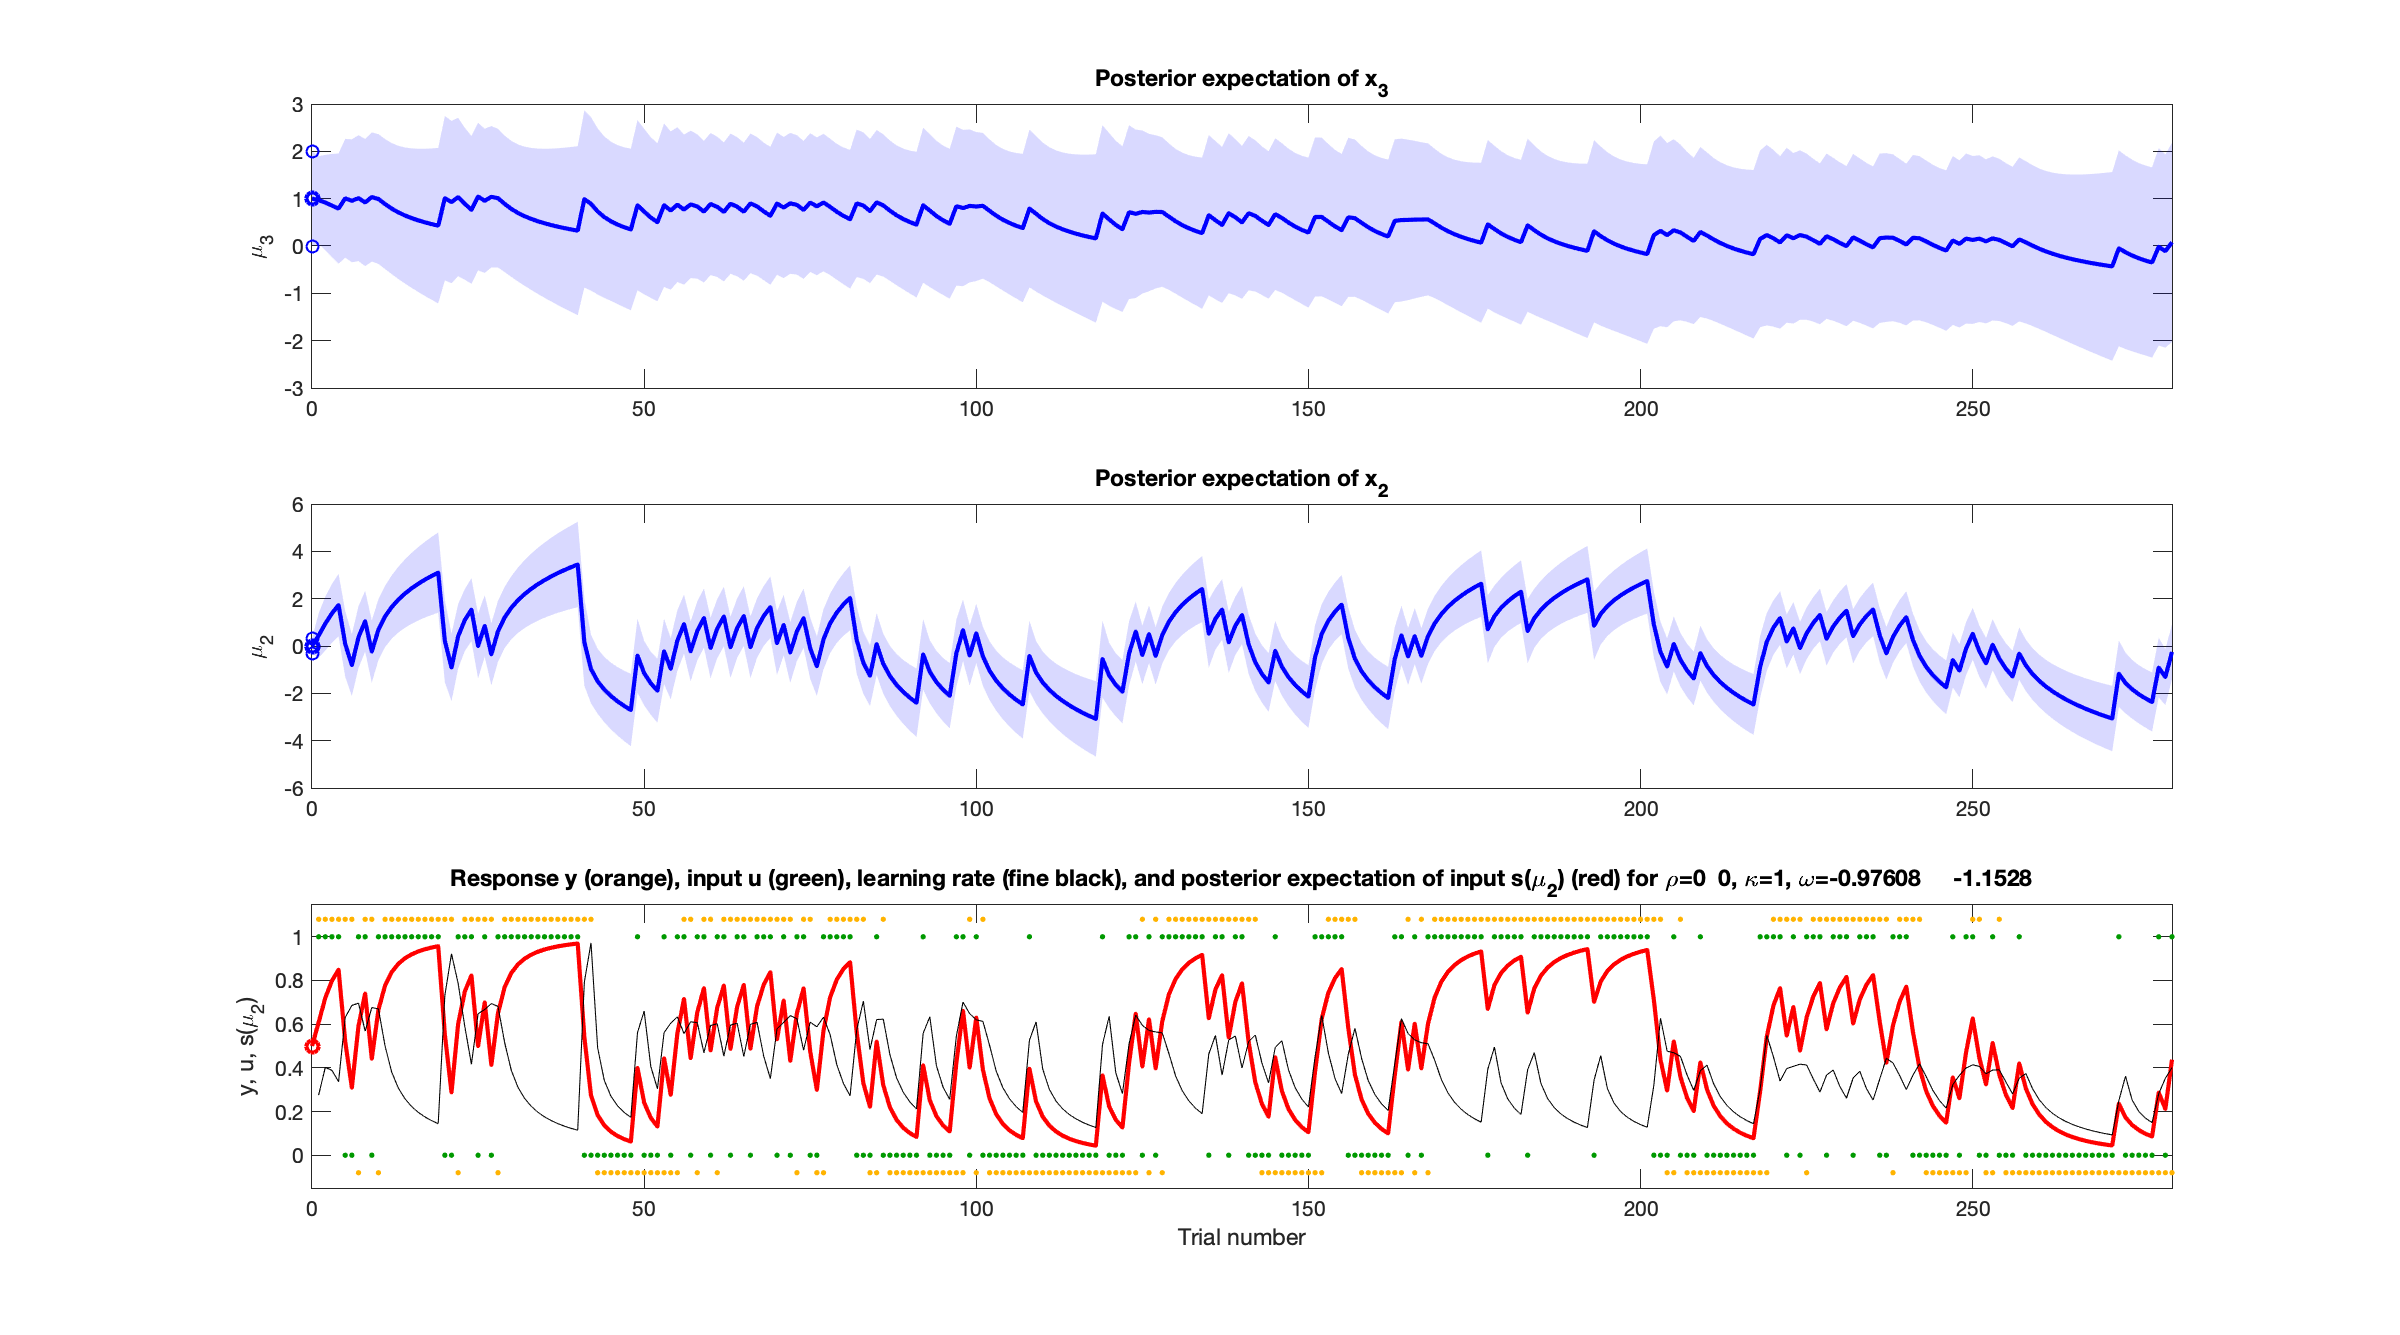 Posterior expectation of x3
3
2
1
0
-1
-2
-3
μ3
0 50 100 150 200 250
Posterior expectation of x2
6
4
2
0
-2
-4
-6
μ2
0 50 100 150 200 250
Response y (orange), input u (green), learning rate (fine black), and posterior expectation of input s(μ2) (red) for ρ=0 0, κ=1, ω=-0.97608 -1.1528
1
0.8
0.6
0.4
0.2
0
y, u, s(μ2)
0 50 100 150 200 250
Trial number